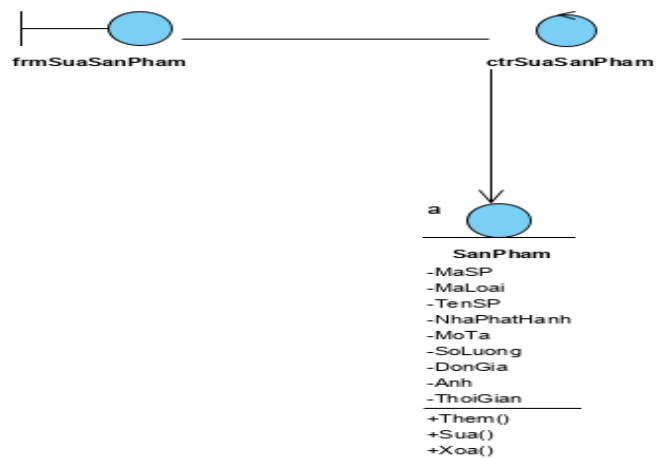 frmSuaSanPham
ctrSuaSanPham
a
SanPham
-MaSP
-MaLoai
-TenSP
-NhaPhatHanh
-MoTa
-SoLuong
-DonGia
-Anh
-ThoiGian
+Them()
+Sua()
+Xoa()